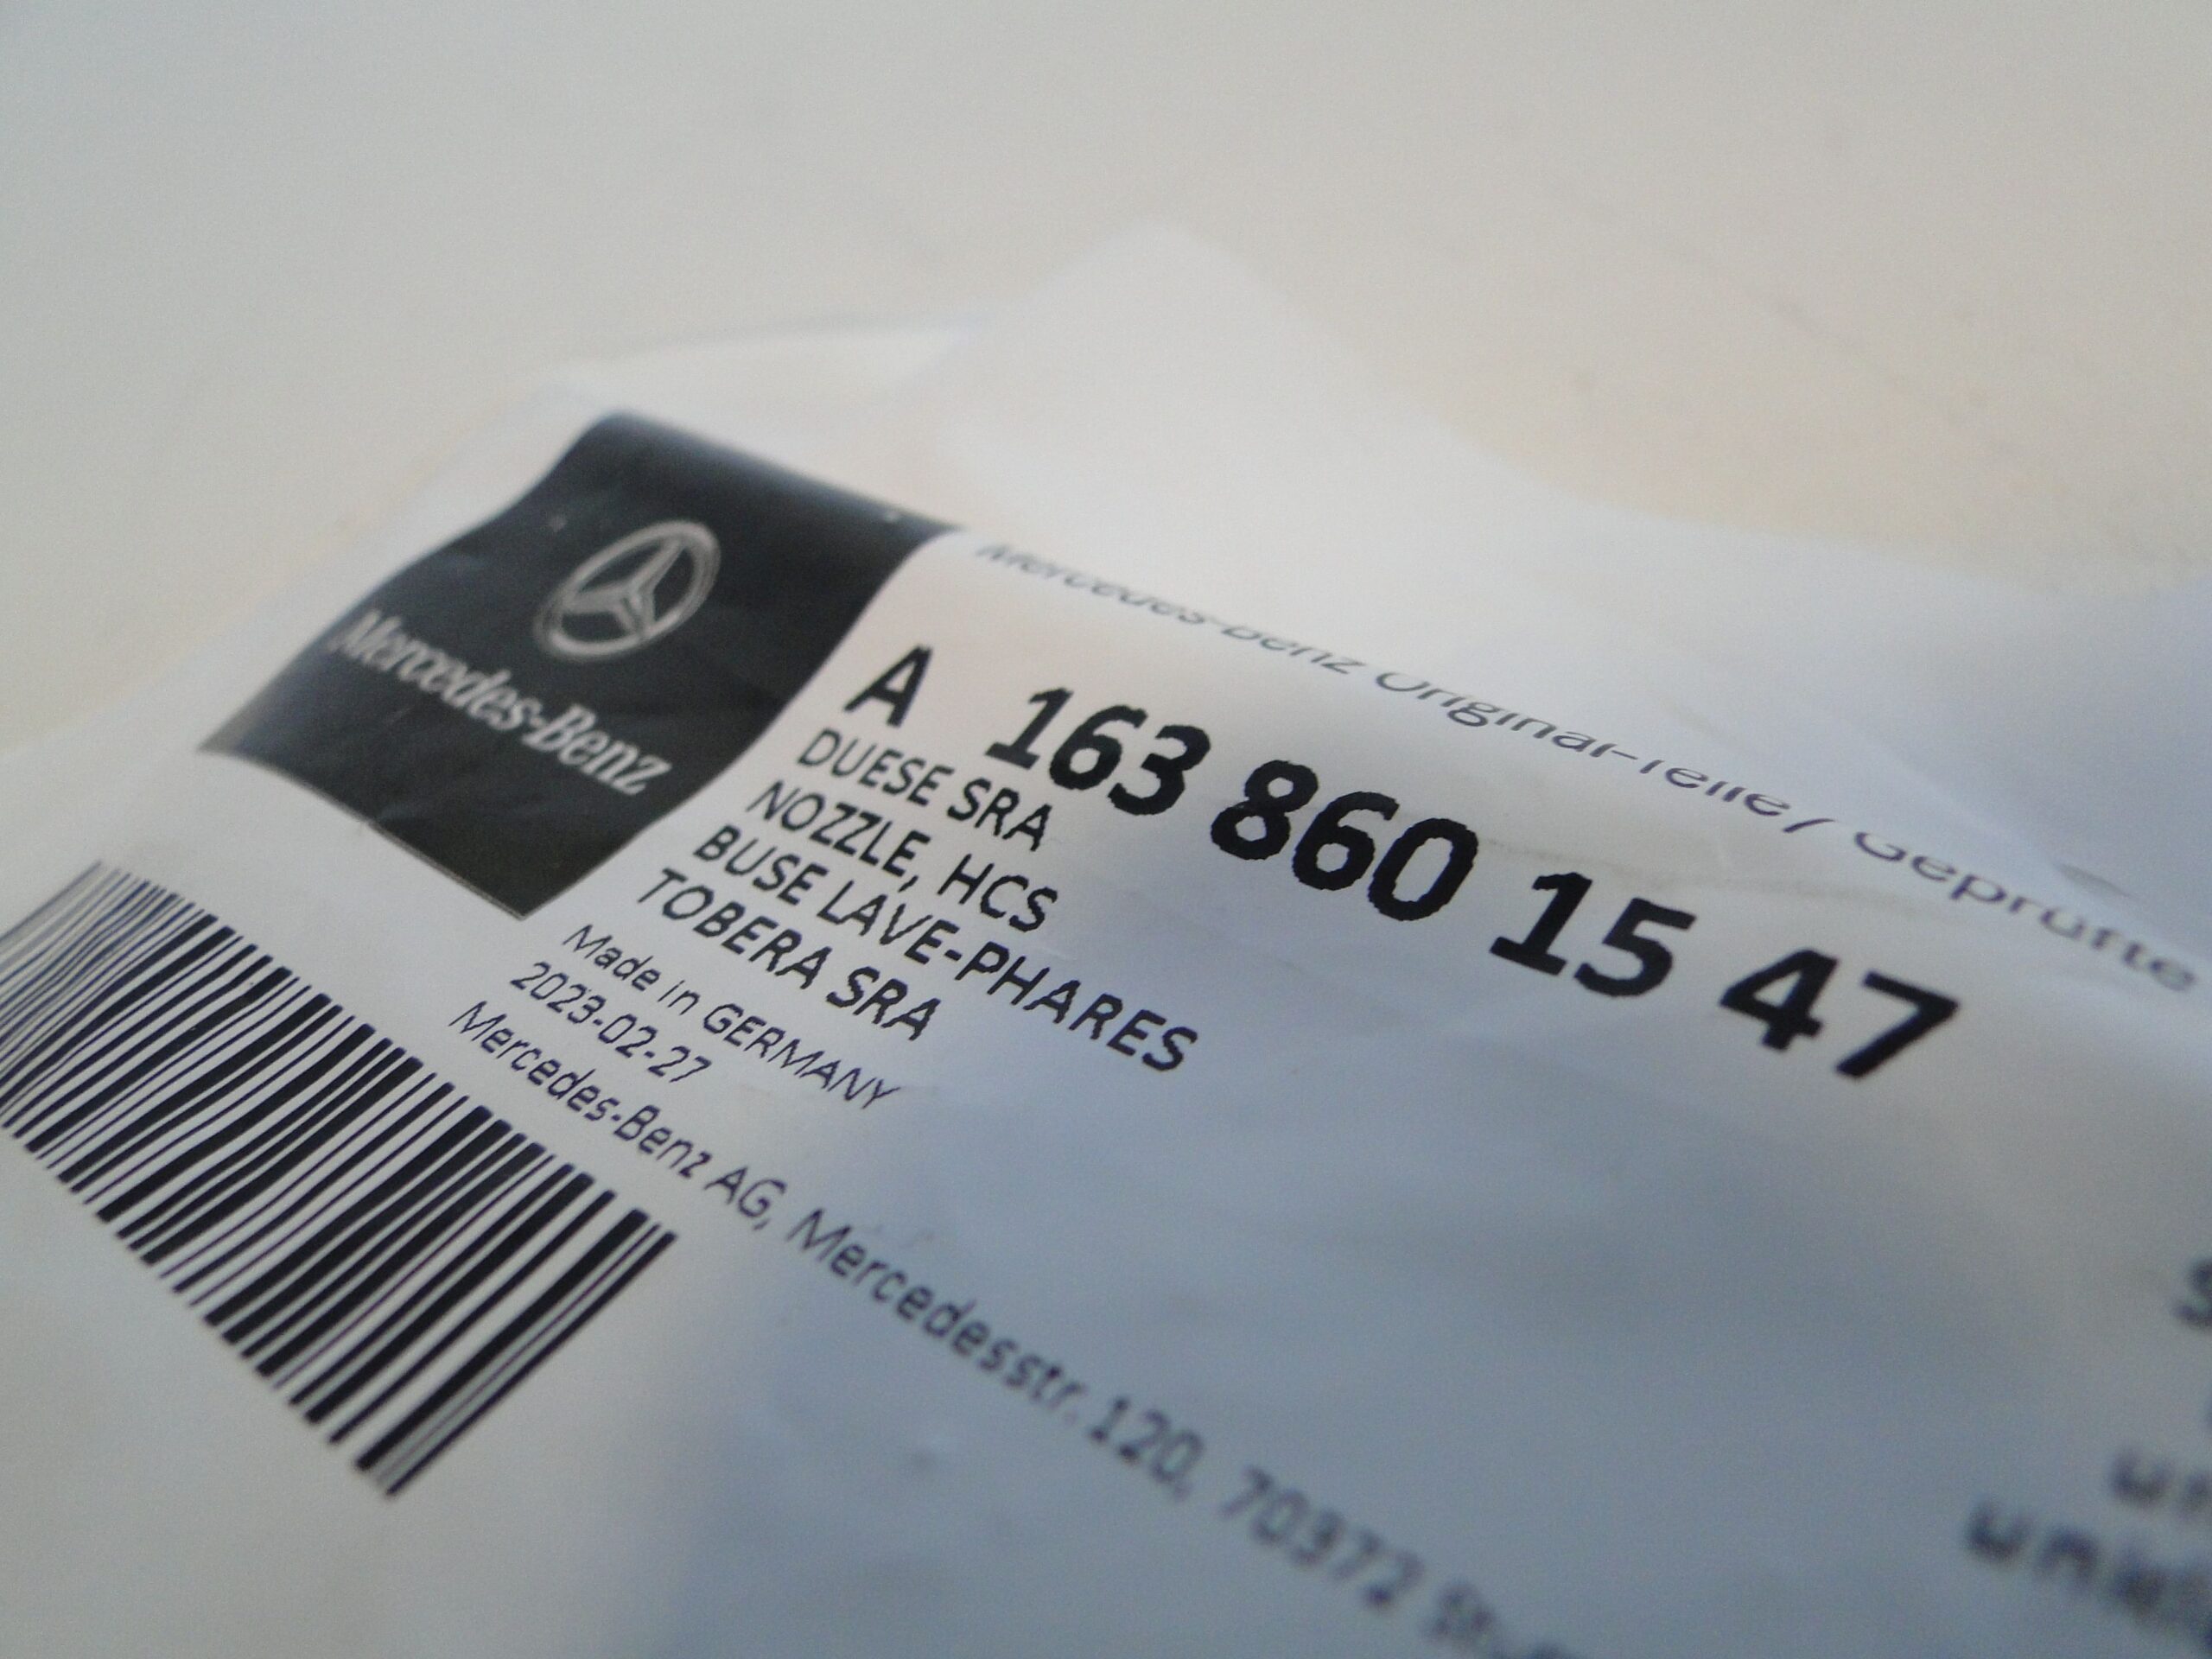 Mercedes-Benz Original-Teile / Geprüfte
Mercedes-Benz
A 163 860 15 47
DUESE SRA
NOZZLE, HCS
BUSE LAVE-PHARES
TOBERA SRA
Made in GERMANY
2023-02-27
Mercedes-Benz AG, Mercedesstr. 120, 70372